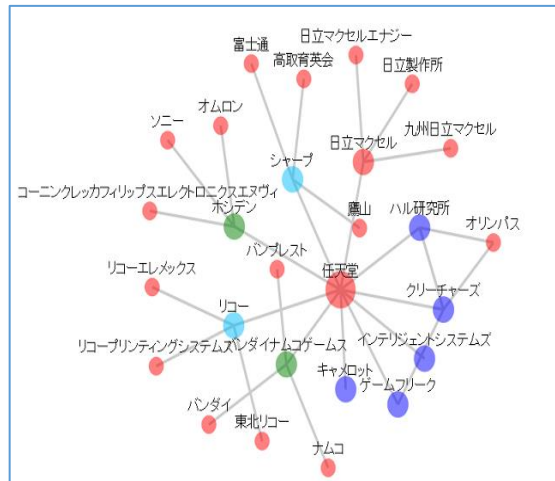 富士通
日立マクセルエナジー
高取育英会
日立製作所
オムロン
ソニー
九州日立マクセル
日立マクセル
シャープ
コーニンクレッカフィリップスエレクトロニクスエヌヴィ
ホシデン
鷹山
ハル研究所
オリンパス
バンプレスト
リコーエレメックス
任天堂
クリーチャーズ
リコー
リコープリンティングシステムズ
バンダイナムコゲームス
インテリジェントシステムズ
キャメロット
ゲームフリーク
バンダイ
東北リコー
ナムコ